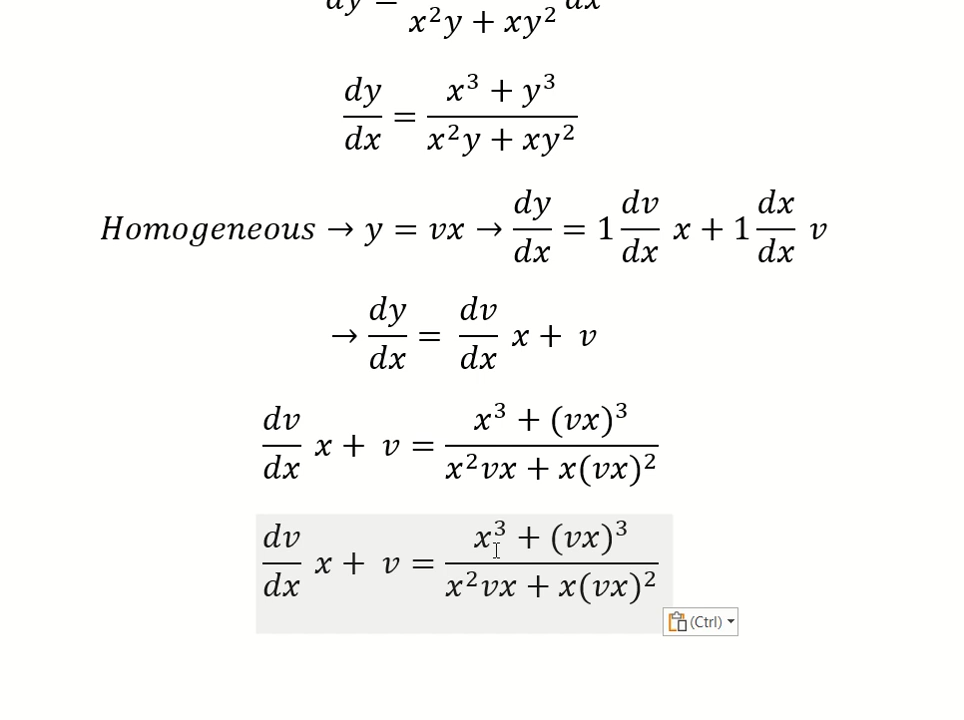 x²y + xy²
dy/dx = (x³ + y³)/(x²y + xy²)
Homogeneous → y = vx → dy/dx = 1 dv/dx x + 1 dx/dx v
→ dy/dx = dv/dx x + v
dv/dx x + v = (x³ + (vx)³)/(x²vx + x(vx)²)
dv/dx x + v = (x³ + (vx)³)/(x²vx + x(vx)²)
(Ctrl)